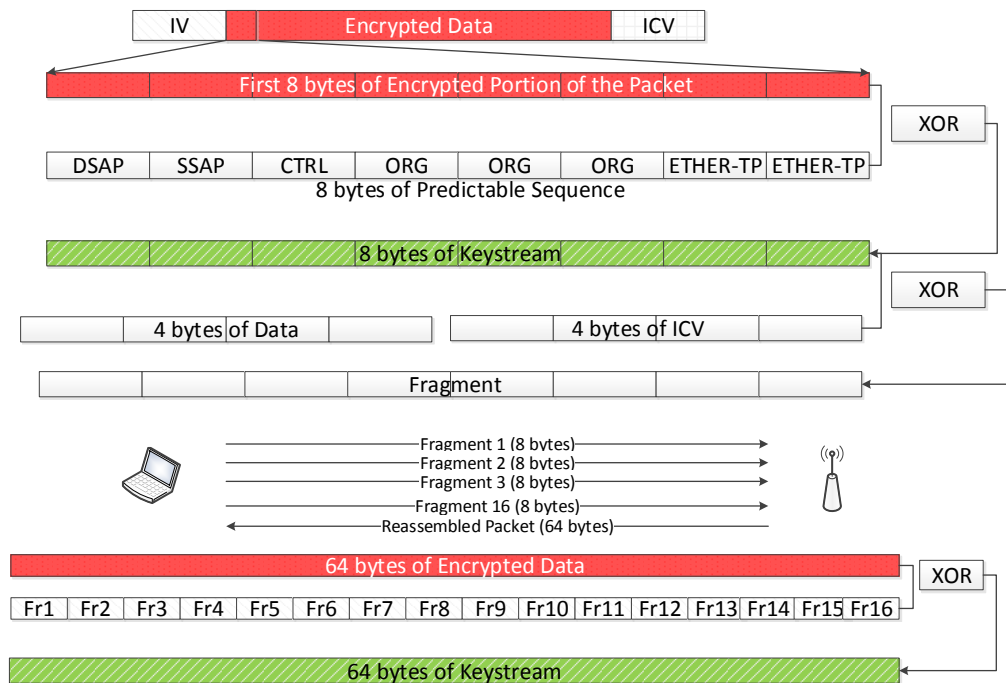 IV Encrypted Data ICV
First 8 bytes of Encrypted Portion of the Packet
XOR
DSAP SSAP CTRL ORG ORG ORG ETHER-TP ETHER-TP
8 bytes of Predictable Sequence
8 bytes of Keystream
XOR
4 bytes of Data 4 bytes of ICV
Fragment
Fragment 1 (8 bytes)
Fragment 2 (8 bytes)
Fragment 3 (8 bytes)
Fragment 16 (8 bytes)
Reassembled Packet (64 bytes)
64 bytes of Encrypted Data
XOR
Fr1 Fr2 Fr3 Fr4 Fr5 Fr6 Fr7 Fr8 Fr9 Fr10 Fr11 Fr12 Fr13 Fr14 Fr15 Fr16
64 bytes of Keystream